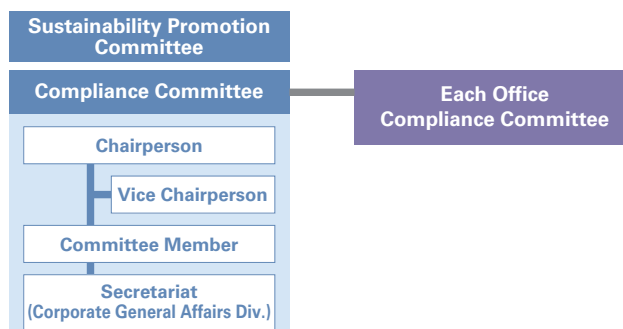 Sustainability Promotion
Committee
Compliance Committee
Each Office
Compliance Committee
Chairperson
Vice Chairperson
Committee Member
Secretariat
(Corporate General Affairs Div.)